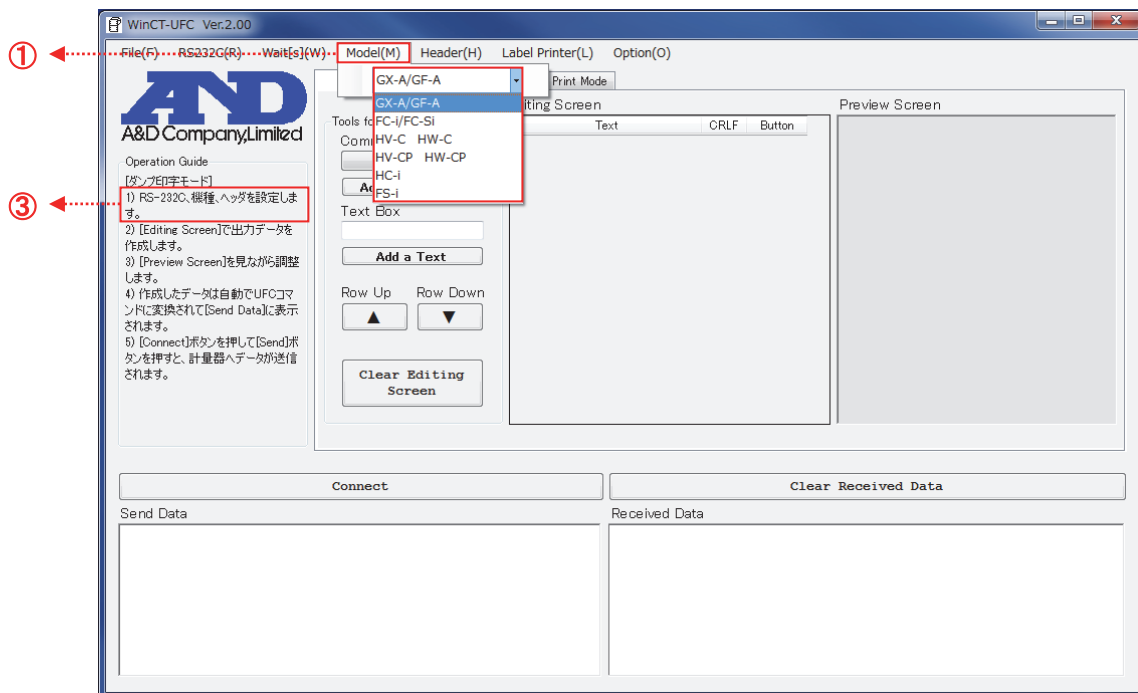 WinCT-UFC Ver.2.00
①
File(F) RS232C(R) Wait[s](W) Model(M) Header(H) Label Printer(L) Option(O)
GX-A/GF-A
Print Mode
GX-A/GF-A
FC-i/FC-Si
HV-C HW-C
HV-CP HW-CP
HC-i
FS-i
AND
A&D Company,Limited
Operation Guide
[ダンプ印字モード]
③
1) RS-232C、機種、ヘッダを設定しま
す。
2) [Editing Screen]で出力データを
作成します。
3) [Preview Screen]を見ながら調整
します。
4) 作成したデータは自動でUFCコマ
ンドに変換されて[Send Data]に表示
されます。
5) [Connect]ボタンを押して[Send]ボ
タンを押すと、計量器へデータが送信
されます。
Tools
Text Box
Add a Text
Row Up Row Down
▲ ▼
Clear Editing
Screen
iting Screen
Text CRLF Button
Preview Screen
Connect
Clear Received Data
Send Data
Received Data